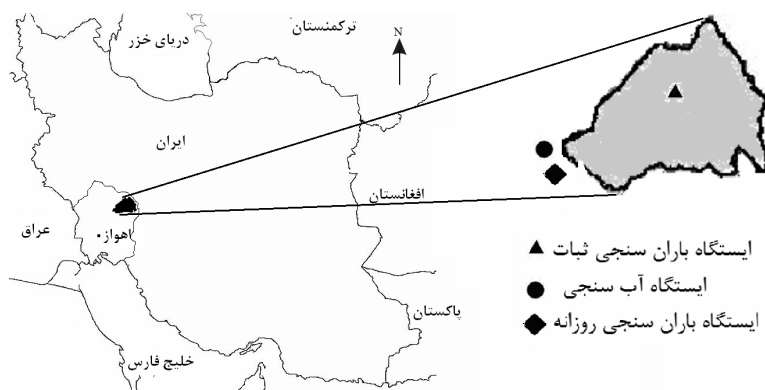 ترکمنستان
دریای خزر
N
ایران
افغانستان
عراق
اهواز
پاکستان
خلیج فارس
ایستگاه باران سنجی ثبات
ایستگاه آب سنجی
ایستگاه باران سنجی روزانه